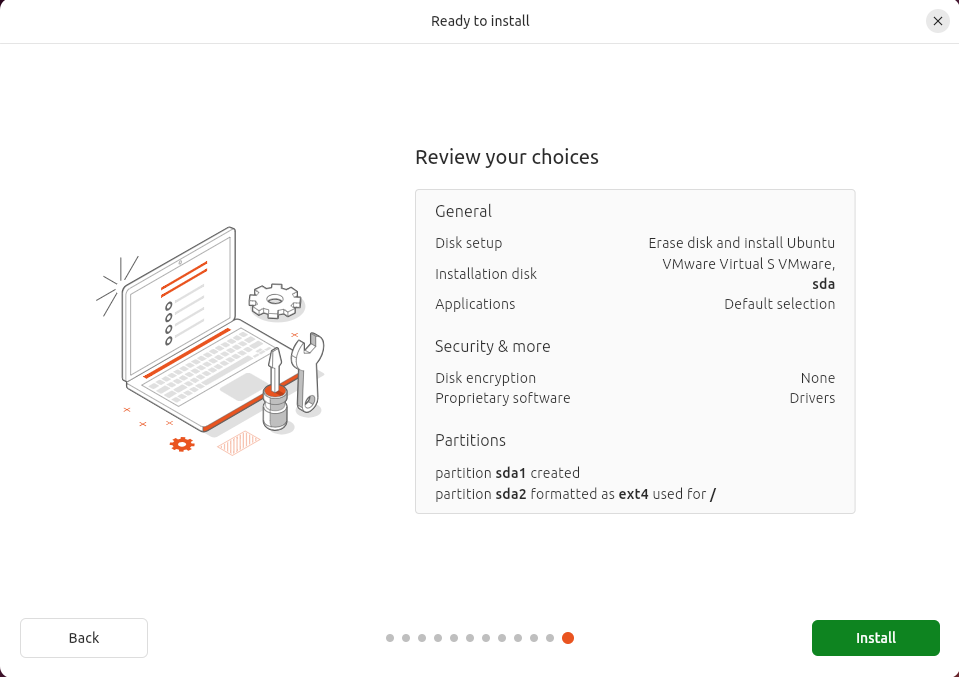 Ready to install
Review your choices
General
Disk setup Erase disk and install Ubuntu
Installation disk VMware Virtual S VMware,
sda
Applications Default selection
Security & more
Disk encryption None
Proprietary software Drivers
Partitions
partition sda1 created
partition sda2 formatted as ext4 used for /
Back
Install